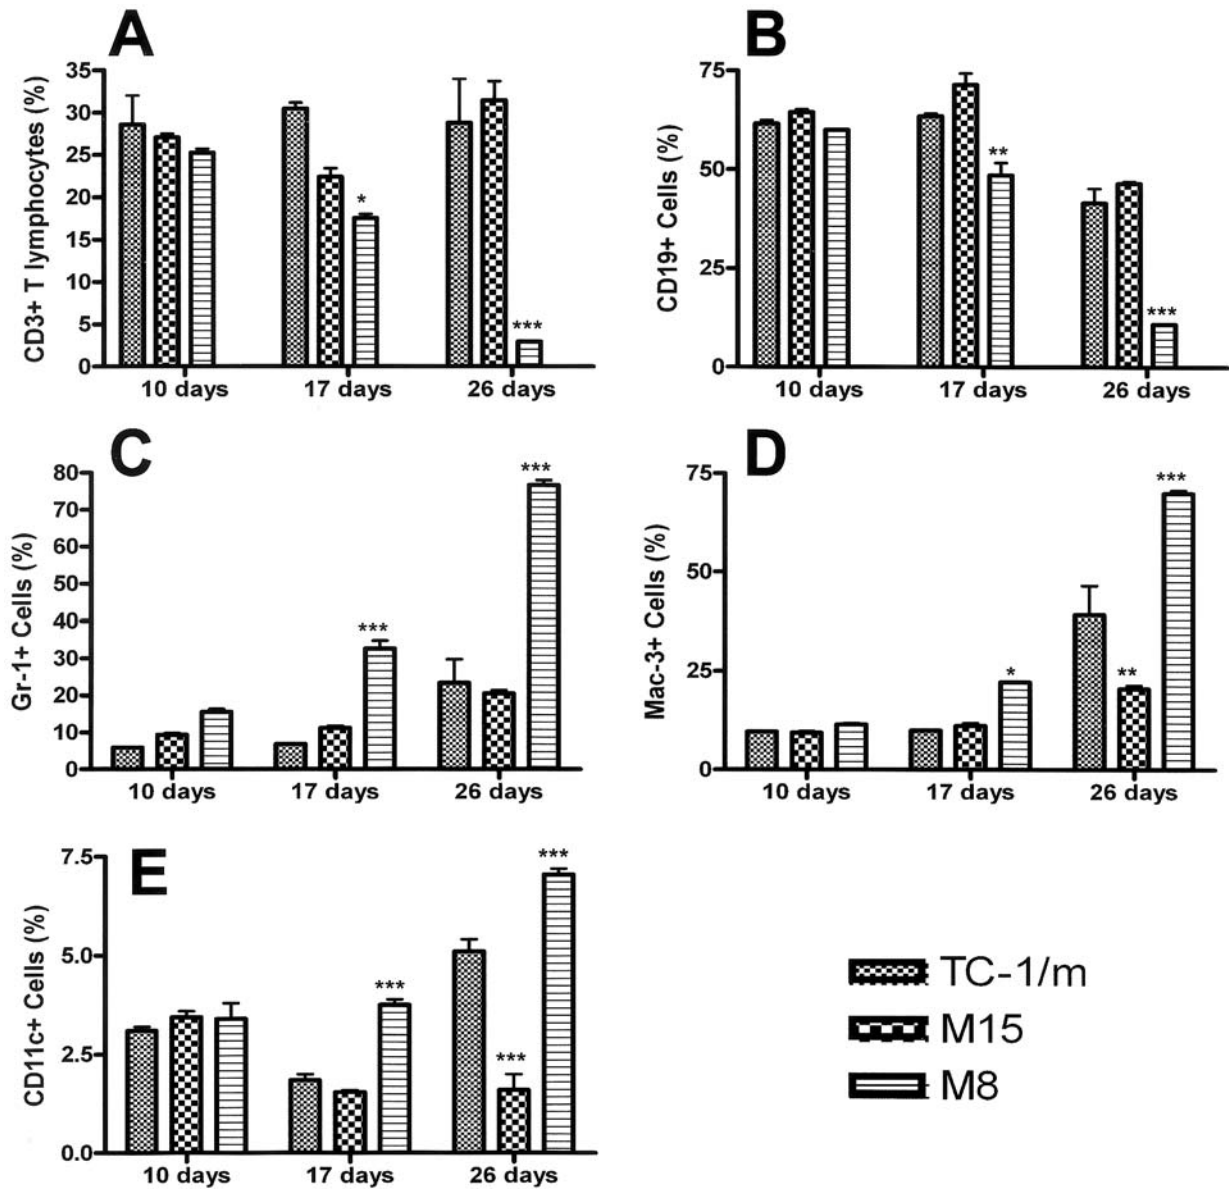 A
CD3+ T lymphocytes (%)
35
30
25
20
15
10
5
0
*
***
10 days 17 days 26 days
B
CD19+ Cells (%)
75
50
25
0
**
***
10 days 17 days 26 days
C
Gr-1+ Cells (%)
80
70
60
50
40
30
20
10
0
***
***
10 days 17 days 26 days
D
Mac-3+ Cells (%)
75
50
25
0
*
**
***
10 days 17 days 26 days
E
CD11c+ Cells (%)
7.5
5.0
2.5
0.0
***
***
***
10 days 17 days 26 days
TC-1/m
M15
M8